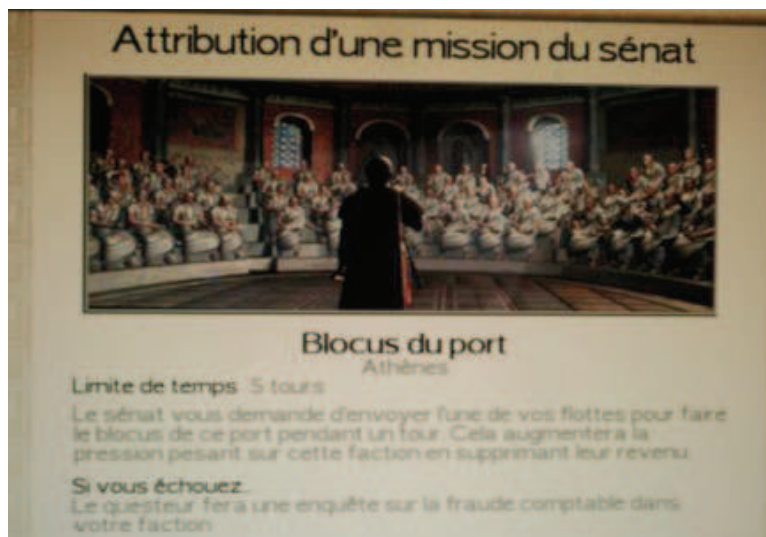 Attribution d'une mission du sénat
Blocus du port
Athènes
Limite de temps 5 tours
Le sénat vous demande d'envoyer l'une de vos flottes pour faire
le blocus de ce port pendant un tour. Cela augmentera la
pression pesant sur cette faction en supprimant leur revenu.
Si vous échouez...
Le questeur fera une enquête sur la fraude comptable dans
votre faction